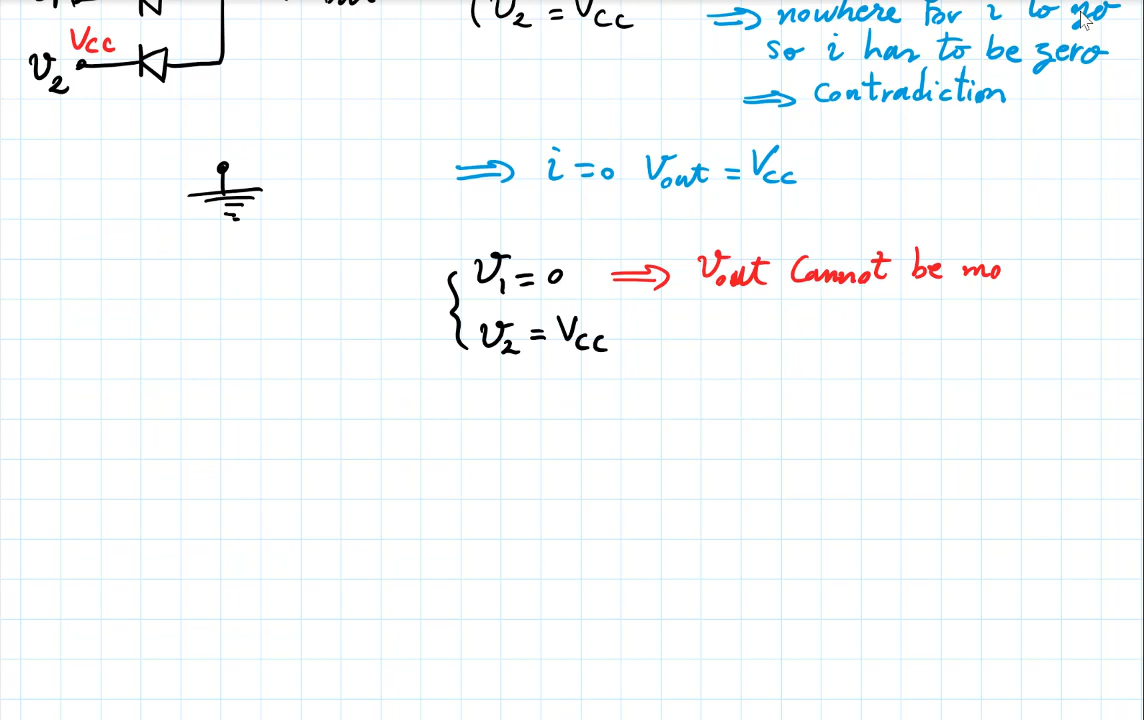 V₂ = Vcc
⇒ nowhere for i to go
Vcc
V₂
so i has to be zero
⇒ contradiction
⇒ i = 0 Vout = Vcc
V₁ = 0 ⇒ Vout cannot be mo
V₂ = Vcc